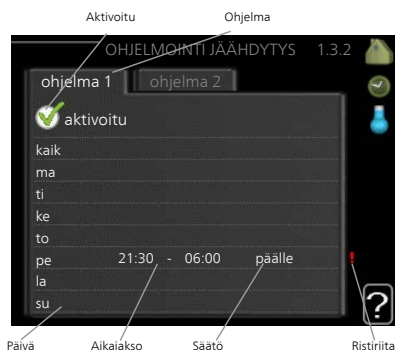 Aktivoitu Ohjelma
OHJELMOINTI JÄÄHDYTYS 1.3.2
ohjelma 1 ohjelma 2
aktivoitu
kaik
ma
ti
ke
to
pe 21:30 - 06:00 päälle !
la
su
?
Päivä Aikajakso Säätö Ristiriita